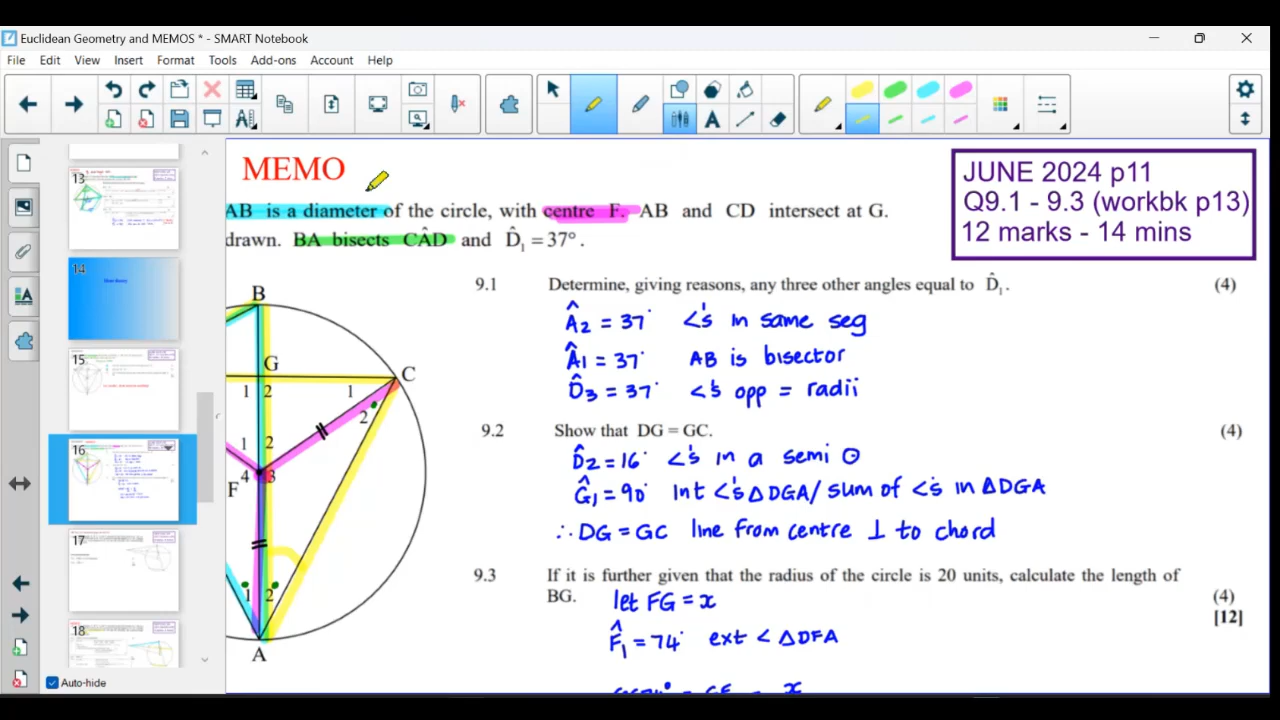 Euclidean Geometry and MEMOS * - SMART Notebook
File Edit View Insert Format Tools Add-ons Account Help
13
14
15
16
17
18
Auto-hide
MEMO
JUNE 2024 p11
Q9.1 - 9.3 (workbk p13)
12 marks - 14 mins
AB is a diameter of the circle, with centre F. AB and CD intersect at G.
drawn. BA bisects CÂD and D̂₁ = 37°.
B
G
C
1 2 1
2
1 2
4 3
F
1 2
A
9.1 Determine, giving reasons, any three other angles equal to D̂₁. (4)
Â₂ = 37° ∠'s in same seg
Â₁ = 37° AB is bisector
D̂₃ = 37° ∠'s opp = radii
9.2 Show that DG = GC. (4)
D̂₂ = 16° ∠'s in a semi ⊙
Ĝ₁ = 90° Int ∠'s Δ DGA / sum of ∠'s in Δ DGA
∴ DG = GC line from centre ⊥ to chord
9.3 If it is further given that the radius of the circle is 20 units, calculate the length of
BG. (4)
let FG = x
[12]
F̂₁ = 74° ext ∠ Δ DFA